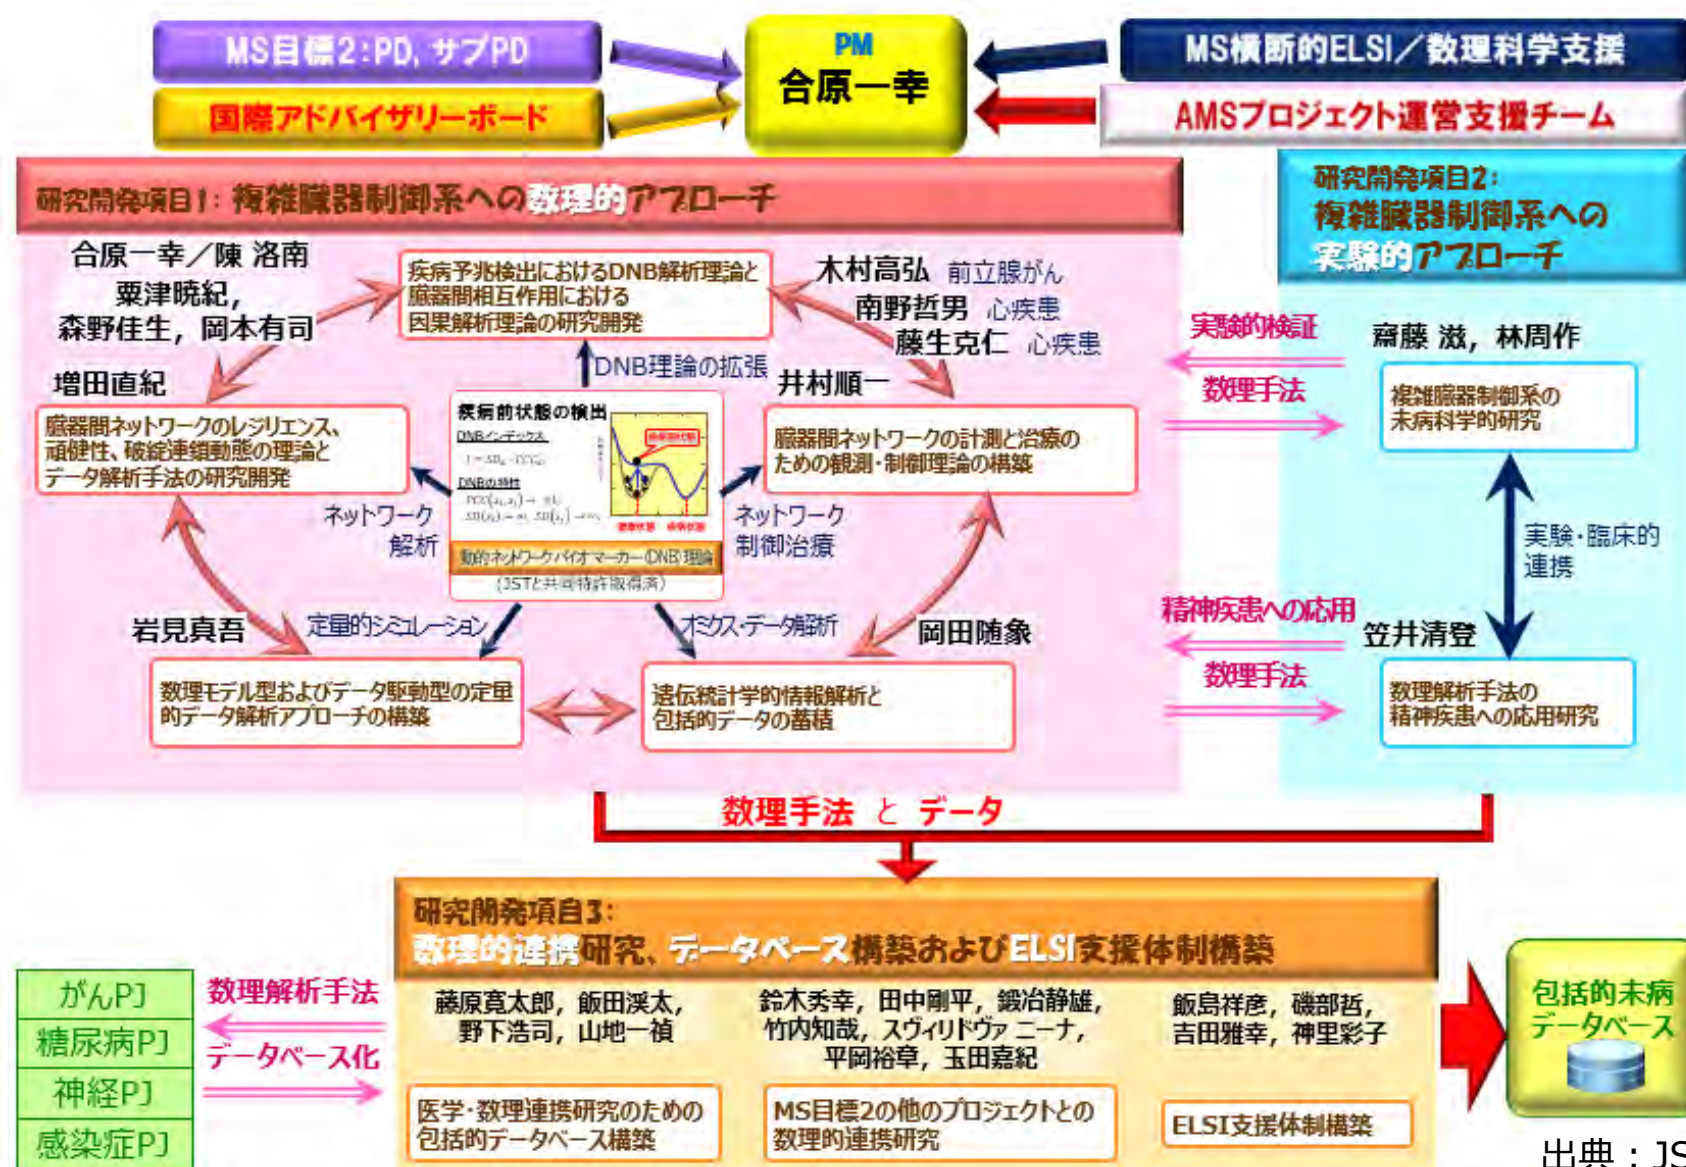 MS目標2:PD, サブPD
国際アドバイザリーボード
PM
合原一幸
MS横断的ELSI／数理科学支援
AMSプロジェクト運営支援チーム
研究開発項目1: 複雑臓器制御系への数理的アプローチ
合原一幸／陳 洛南
粟津暁紀,
森野佳生, 岡本有司
増田直紀
疾病予兆検出におけるDNB解析理論と
臓器間相互作用における
因果解析理論の研究開発
木村高弘 前立腺がん
南野哲男 心疾患
藤生克仁 心疾患
井村順一
DNB理論の拡張
臓器間ネットワークのレジリエンス、
頑健性、破綻連鎖動態の理論と
データ解析手法の研究開発
疾病前状態の検出
DNBインデックス
DNBの特性
健康状態 疾病状態
動的ネットワークバイオマーカー(DNB)理論
(JSTと共同特許取得済)
臓器間ネットワークの計測と治療の
ための観測・制御理論の構築
ネットワーク
解析
ネットワーク
制御治療
岩見真吾
定量的シミュレーション
オミクス・データ解析
岡田随象
数理モデル型およびデータ駆動型の定量
的データ解析アプローチの構築
遺伝統計学的情報解析と
包括的データの蓄積
実験的検証
数理手法
精神疾患への応用
数理手法
研究開発項目2:
複雑臓器制御系への
実験的アプローチ
齋藤 滋, 林周作
複雑臓器制御系の
未病科学的研究
実験・臨床的
連携
笠井清登
数理解析手法の
精神疾患への応用研究
数理手法 と データ
研究開発項目3:
数理的連携研究、データベース構築およびELSI支援体制構築
がんPJ
糖尿病PJ
神経PJ
感染症PJ
数理解析手法
データベース化
藤原寛太郎, 飯田渓太,
野下浩司, 山地一禎
医学・数理連携研究のための
包括的データベース構築
鈴木秀幸, 田中剛平, 鍛冶静雄,
竹内知哉, スヴィリドヴァ ニーナ,
平岡裕章, 玉田嘉紀
MS目標2の他のプロジェクトとの
数理的連携研究
飯島祥彦, 磯部哲,
吉田雅幸, 神里彩子
ELSI支援体制構築
包括的未病
データベース
出典：JS